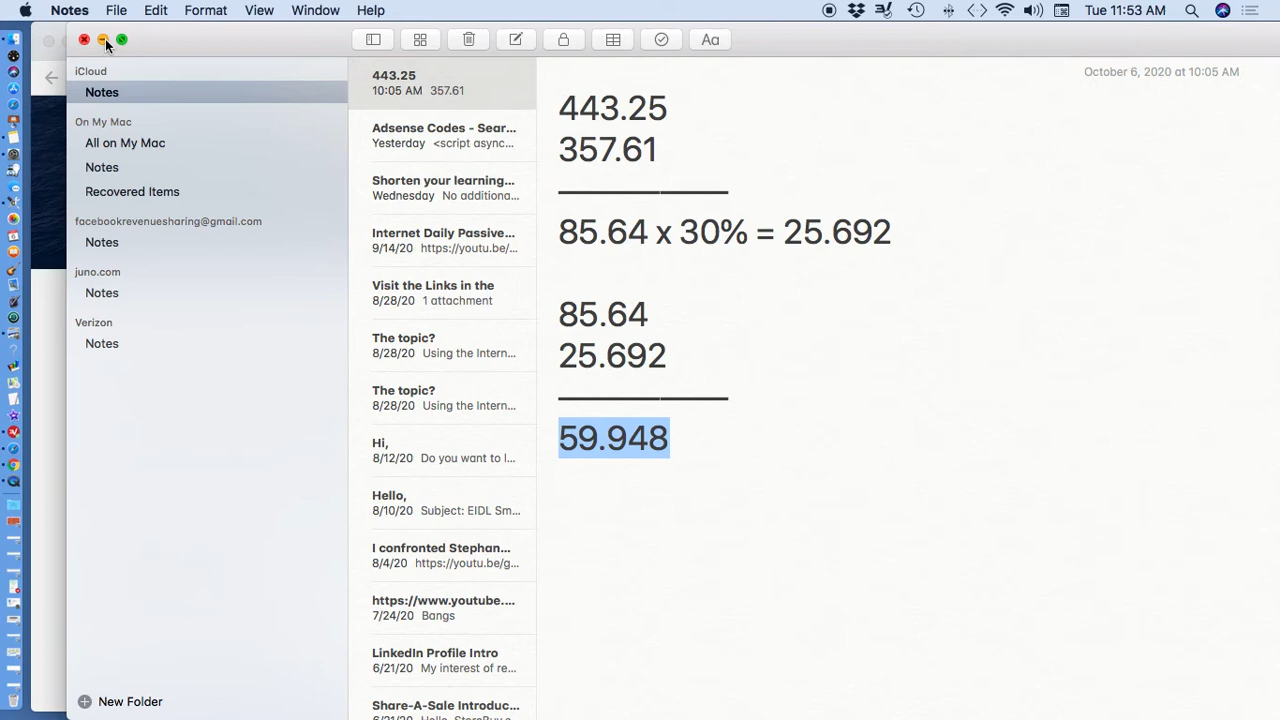 Notes File Edit Format View Window Help
Tue 11:53 AM
Aa
iCloud
Notes
On My Mac
All on My Mac
Notes
Recovered Items
facebookrevenuesharing@gmail.com
Notes
juno.com
Notes
Verizon
Notes
New Folder
443.25
10:05 AM 357.61
Adsense Codes - Sear...
Yesterday <script async...
Shorten your learning...
Wednesday No additiona...
Internet Daily Passive...
9/14/20 https://youtu.be/...
Visit the Links in the
8/28/20 1 attachment
The topic?
8/28/20 Using the Intern...
The topic?
8/28/20 Using the Intern...
Hi,
8/12/20 Do you want to l...
Hello,
8/10/20 Subject: EIDL Sm...
I confronted Stephan...
8/4/20 https://youtu.be/g...
https://www.youtube....
7/24/20 Bangs
LinkedIn Profile Intro
6/21/20 My interest of re...
Share-A-Sale Introduc...
October 6, 2020 at 10:05 AM
443.25
357.61
85.64 x 30% = 25.692
85.64
25.692
59.948